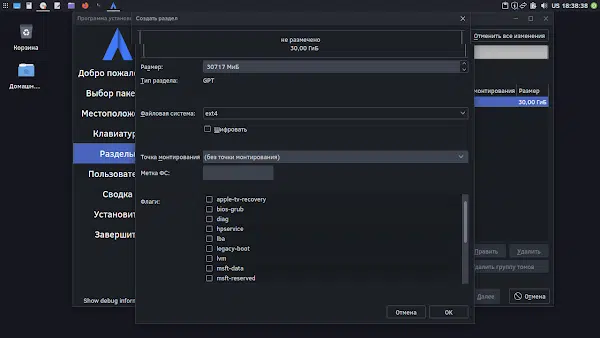 US 18:38:38
Корзина
Домашн...
Программа установ
Добро пожало
Выбор паке
Местоположе
Клавиатур
Разделы
Пользовате
Сводка
Установит
Завершит
Show debug inform
Создать раздел
не размечено
30,00 ГиБ
Размер:
30717 МиБ
Тип раздела:
GPT
Файловая система:
ext4
Шифровать
Точка монтирования
(без точки монтирования)
Метка ФС:
Флаги:
apple-tv-recovery
bios-grub
diag
hpservice
lba
legacy-boot
lvm
msft-data
msft-reserved
Отмена
OK
Отменить все изменения
монтирования
Размер
30,00 ГиБ
Править
Удалить
Удалить группу томов
Далее
Отмена